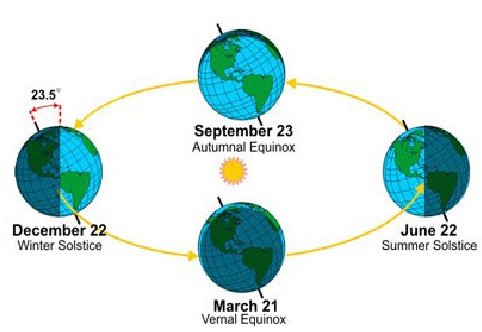 23.5°
September 23
Autumnal Equinox
December 22
Winter Solstice
June 22
Summer Solstice
March 21
Vernal Equinox